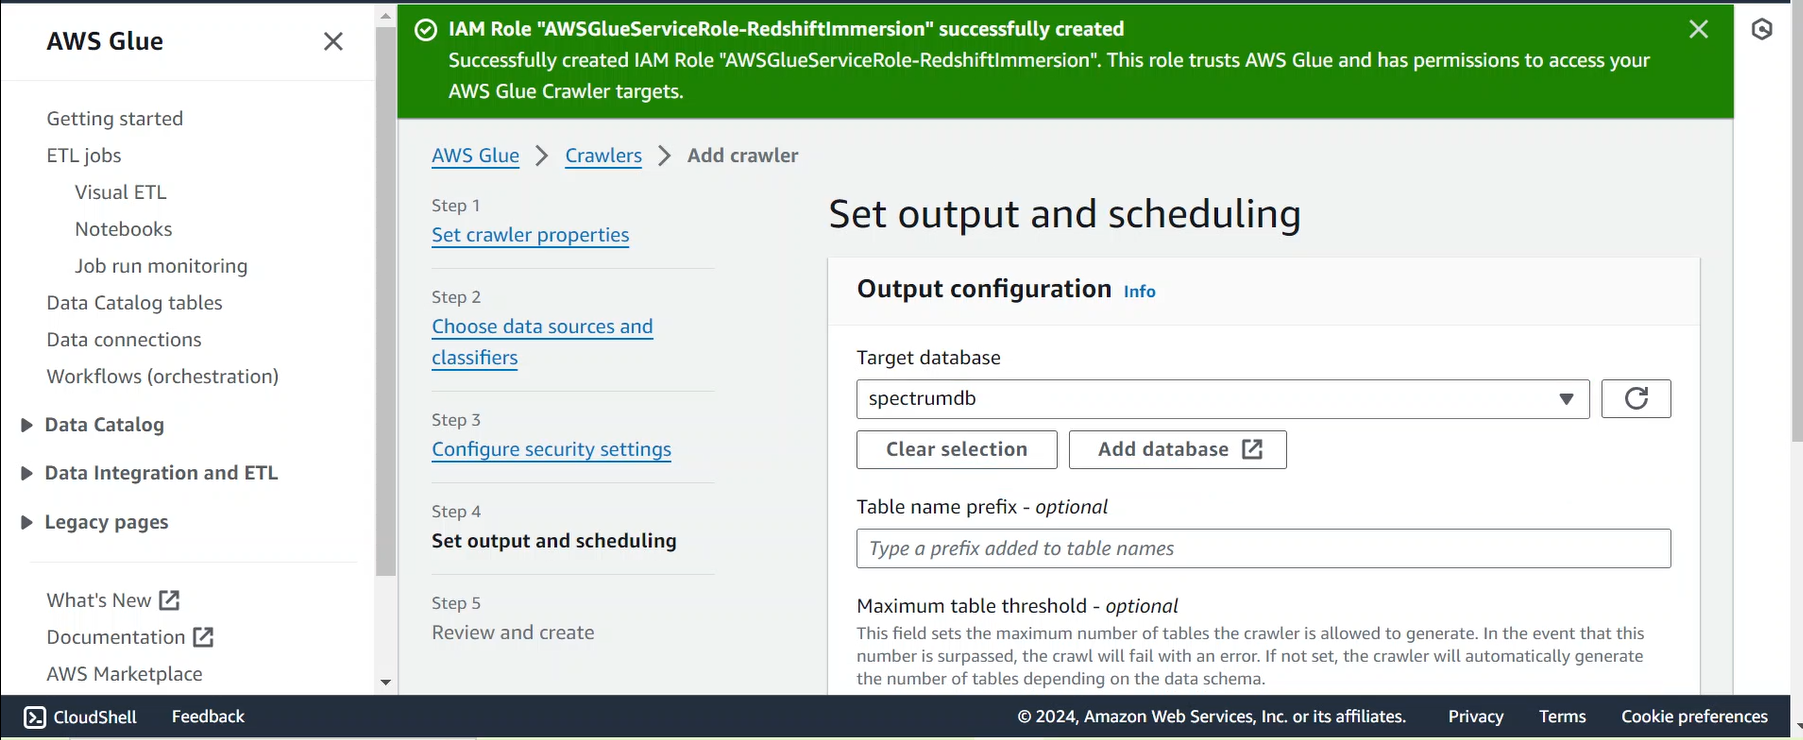 AWS Glue
Getting started
ETL jobs
Visual ETL
Notebooks
Job run monitoring
Data Catalog tables
Data connections
Workflows (orchestration)
Data Catalog
Data Integration and ETL
Legacy pages
What's New
Documentation
AWS Marketplace
IAM Role "AWSGlueServiceRole-RedshiftImmersion" successfully created
Successfully created IAM Role "AWSGlueServiceRole-RedshiftImmersion". This role trusts AWS Glue and has permissions to access your
AWS Glue Crawler targets.
AWS Glue > Crawlers > Add crawler
Step 1
Set crawler properties
Step 2
Choose data sources and
classifiers
Step 3
Configure security settings
Step 4
Set output and scheduling
Step 5
Review and create
Set output and scheduling
Output configuration Info
Target database
spectrumdb
Clear selection Add database
Table name prefix - optional
Type a prefix added to table names
Maximum table threshold - optional
This field sets the maximum number of tables the crawler is allowed to generate. In the event that this
number is surpassed, the crawl will fail with an error. If not set, the crawler will automatically generate
the number of tables depending on the data schema.
CloudShell Feedback © 2024, Amazon Web Services, Inc. or its affiliates. Privacy Terms Cookie preferences